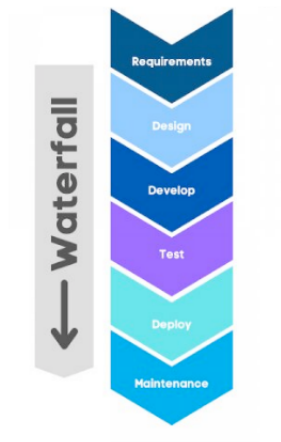 Waterfall
Requirements
Design
Develop
Test
Deploy
Maintenance